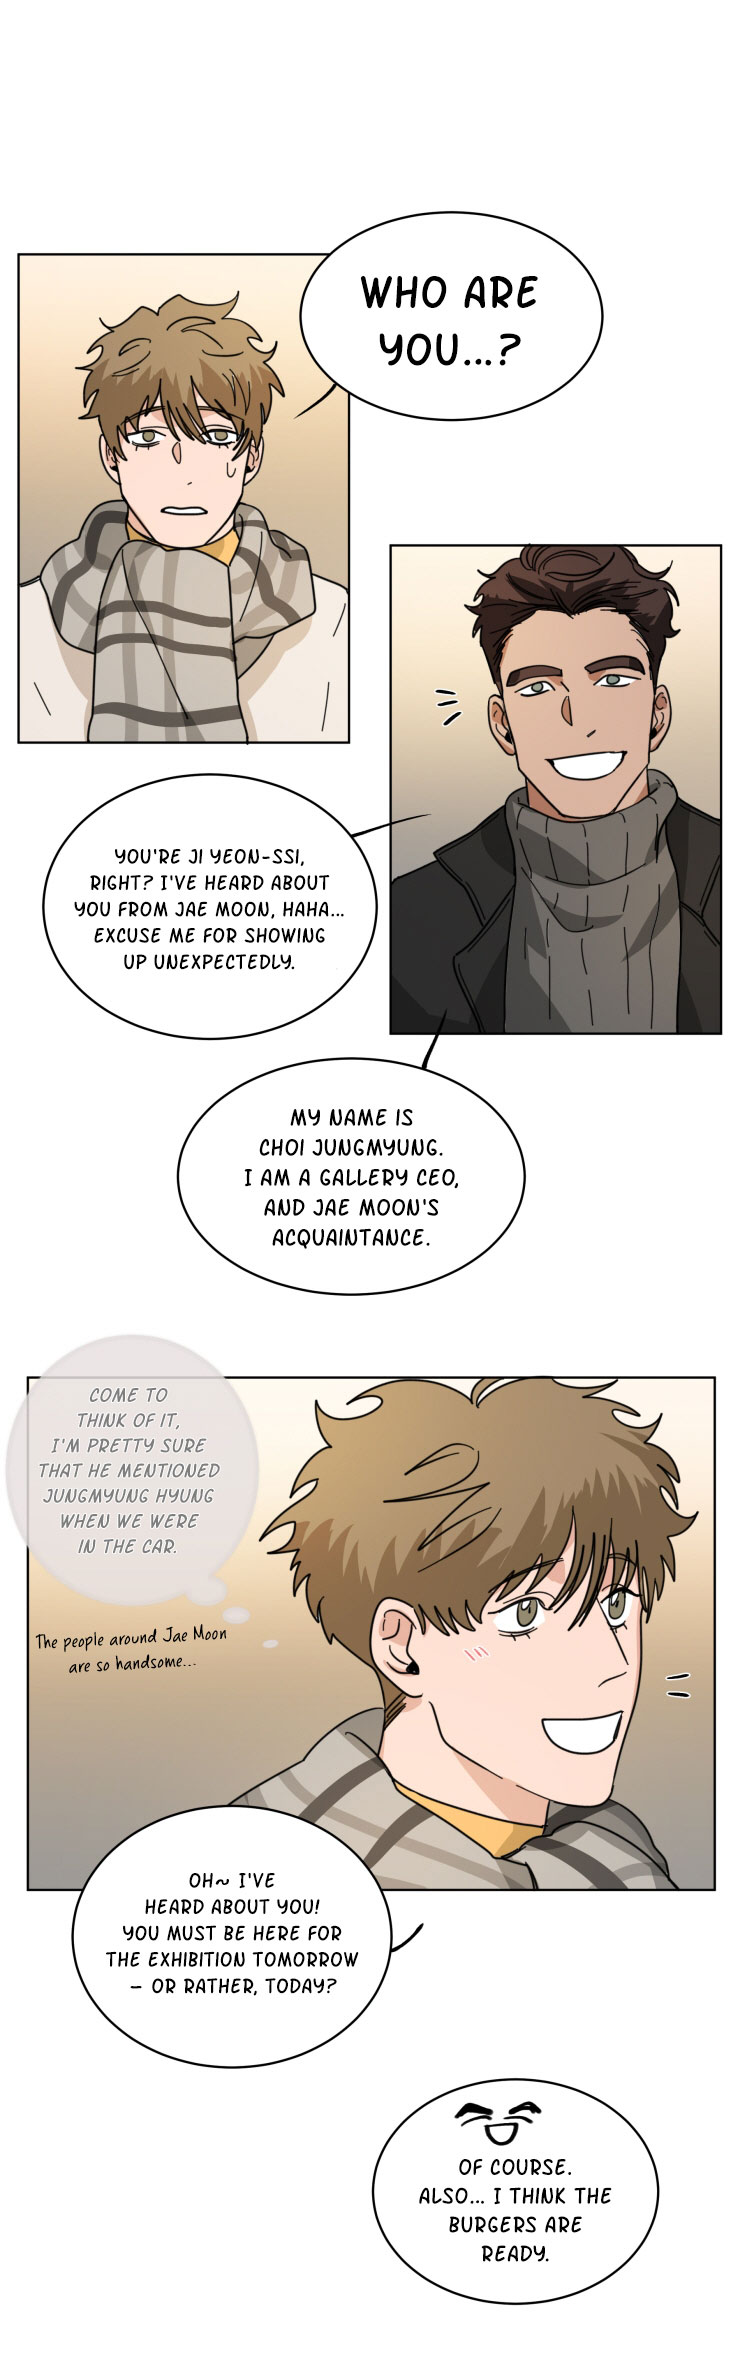 WHO ARE
YOU...?
YOU'RE JI YEON-SSI,
RIGHT? I'VE HEARD ABOUT
YOU FROM JAE MOON, HAHA...
EXCUSE ME FOR SHOWING
UP UNEXPECTEDLY.
MY NAME IS
CHOI JUNGMYUNG.
I AM A GALLERY CEO,
AND JAE MOON'S
ACQUAINTANCE.
COME TO
THINK OF IT,
I'M PRETTY SURE
THAT HE MENTIONED
JUNGMYUNG HYUNG
WHEN WE WERE
IN THE CAR.
The people around Jae Moon
are so handsome...
OH~ I'VE
HEARD ABOUT YOU!
YOU MUST BE HERE FOR
THE EXHIBITION TOMORROW
– OR RATHER, TODAY?
OF COURSE.
ALSO... I THINK THE
BURGERS ARE
READY.